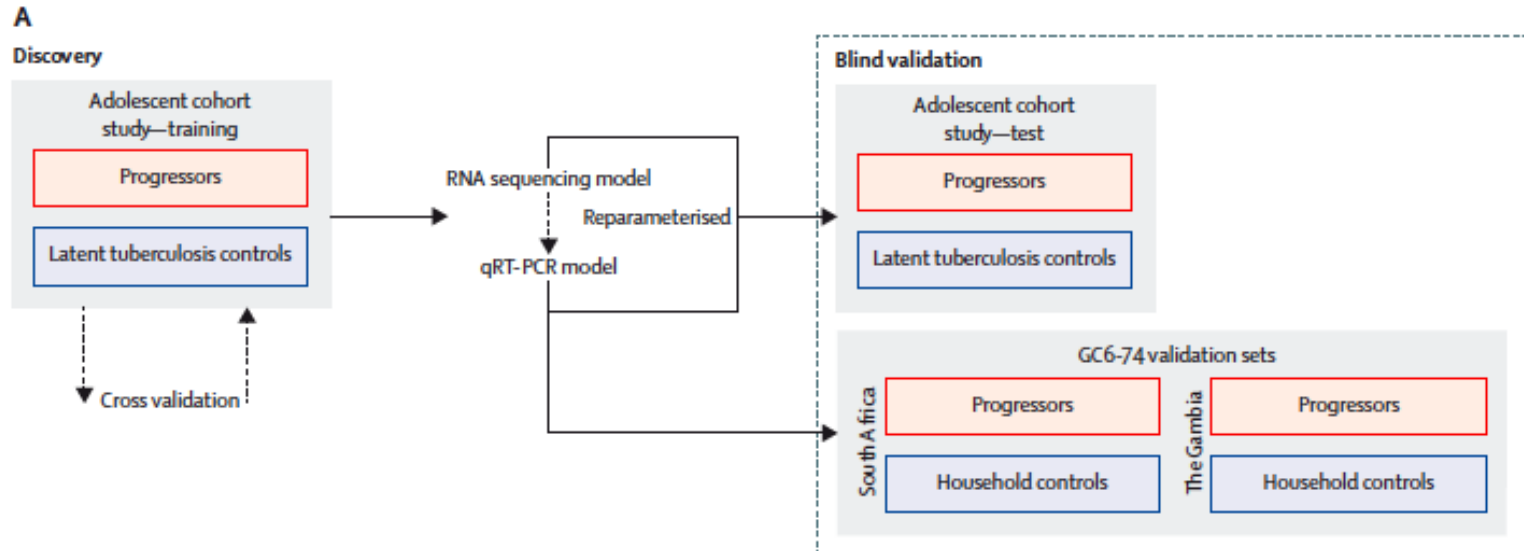 A
Discovery
Adolescent cohort
study—training
Progressors
Latent tuberculosis controls
Cross validation
RNA sequencing model
Reparameterised
qRT-PCR model
Blind validation
Adolescent cohort
study—test
Progressors
Latent tuberculosis controls
GC6-74 validation sets
South Africa
Progressors
Household controls
The Gambia
Progressors
Household controls